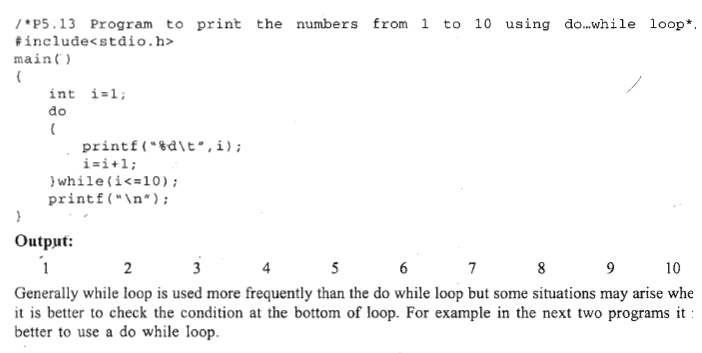 /*P5.13 Program to print the numbers from 1 to 10 using do...while loop*
#include<stdio.h>
main()
{
int i=1;
do
{
printf("%d\t",i);
i=i+1;
}while(i<=10);
printf("\n");
}
Output:
1 2 3 4 5 6 7 8 9 10
Generally while loop is used more frequently than the do while loop but some situations may arise whe
it is better to check the condition at the bottom of loop. For example in the next two programs it
better to use a do while loop.